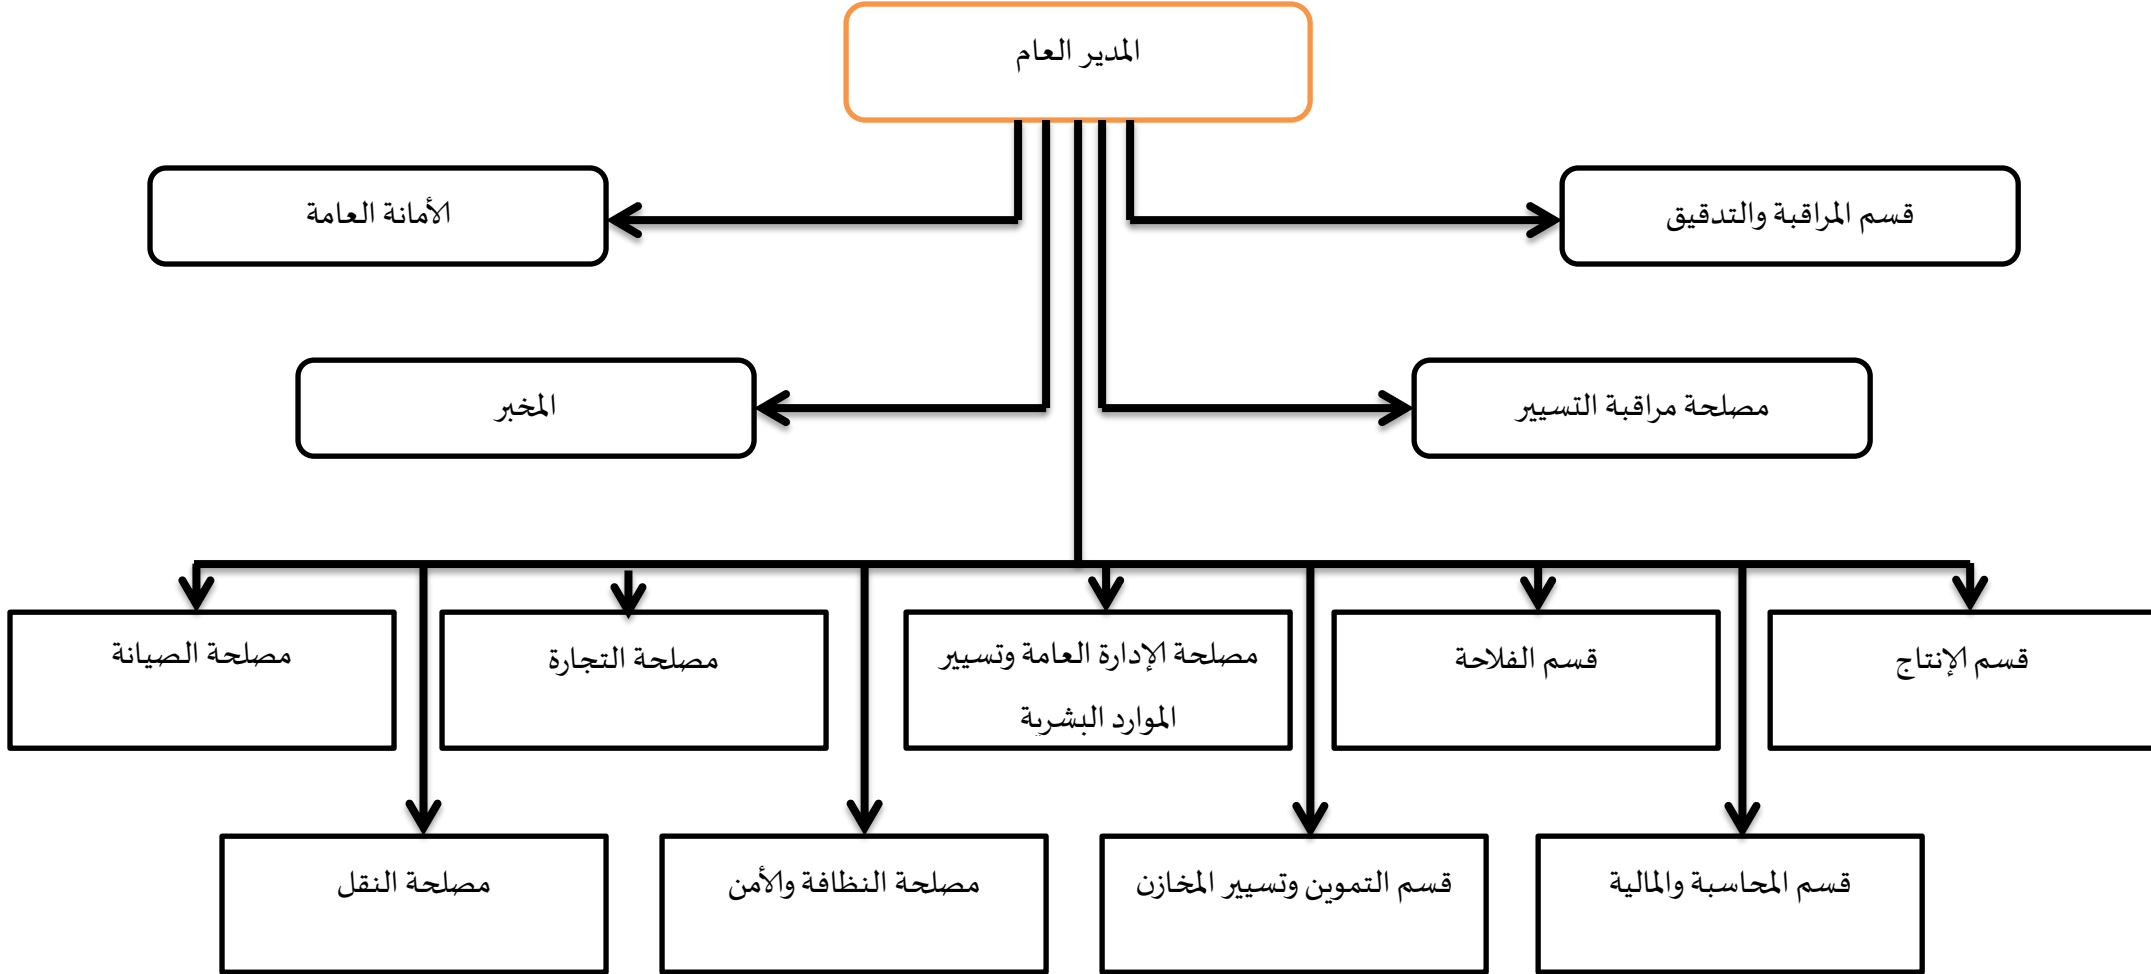 المدير العام
قسم المراقبة والتدقيق
الأمانة العامة
مصلحة مراقبة التسيير
المخبر
قسم الإنتاج
قسم الفلاحة
مصلحة الإدارة العامة وتسيير
الموارد البشرية
مصلحة التجارة
مصلحة الصيانة
قسم المحاسبة والمالية
قسم التموين وتسيير المخازن
مصلحة النظافة والأمن
مصلحة النقل